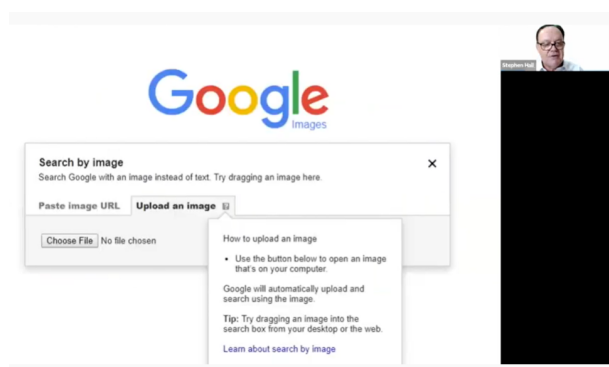 Google
Images
Stephen Hall
Search by image
Search Google with an image instead of text. Try dragging an image here.
Paste image URL Upload an image
Choose File No file chosen
How to upload an image
• Use the button below to open an image
that's on your computer.
Google will automatically upload and
search using the image.
Tip: Try dragging an image into the
search box from your desktop or the web.
Learn about search by image